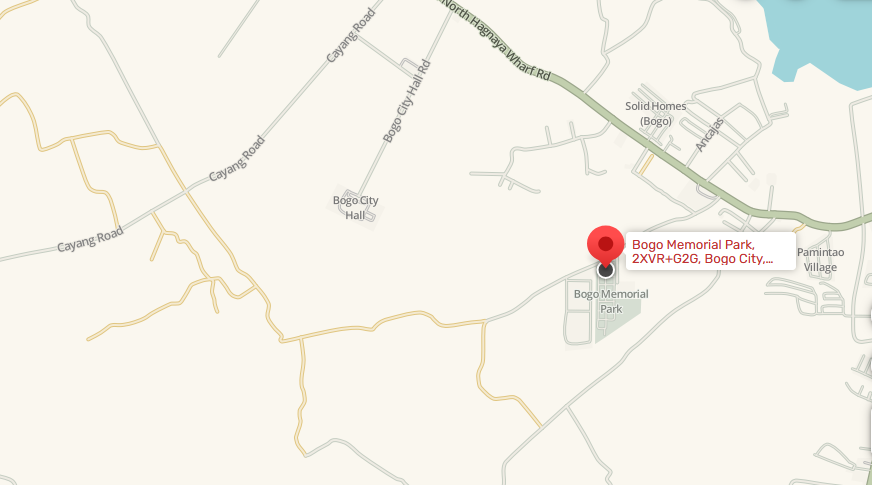 North Hagnaya Wharf Rd
Cayang Road
Bogo City Hall Rd
Solid Homes
(Bogo)
Ancajas
Cayang Road
Bogo City
Hall
Cayang Road
Bogo Memorial Park,
2XVR+G2G, Bogo City,...
Pamintao
Village
Bogo Memorial
Park